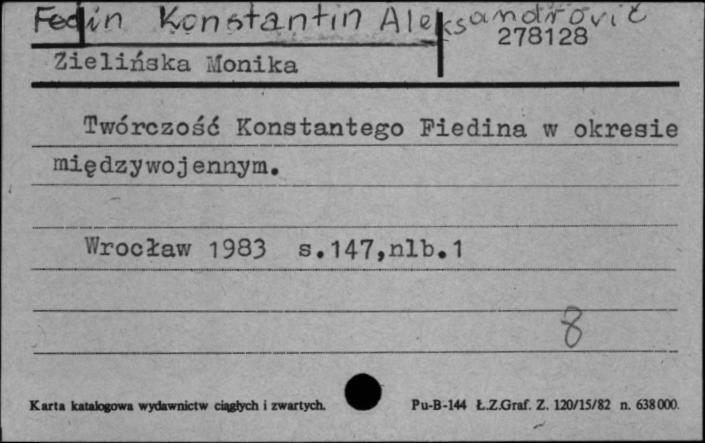 Fedin Konstantin Aleksandrovič
278128
Zielińska Monika
Twórczość Konstantego Fiedina w okresie
międzywojennym.
Wrocław 1983 s.147,nlb.1
8
Karta katalogowa wydawnictw ciągłych i zwartych. Pu-B-144 Ł.Z.Graf. Z. 120/15/82 n. 638000.